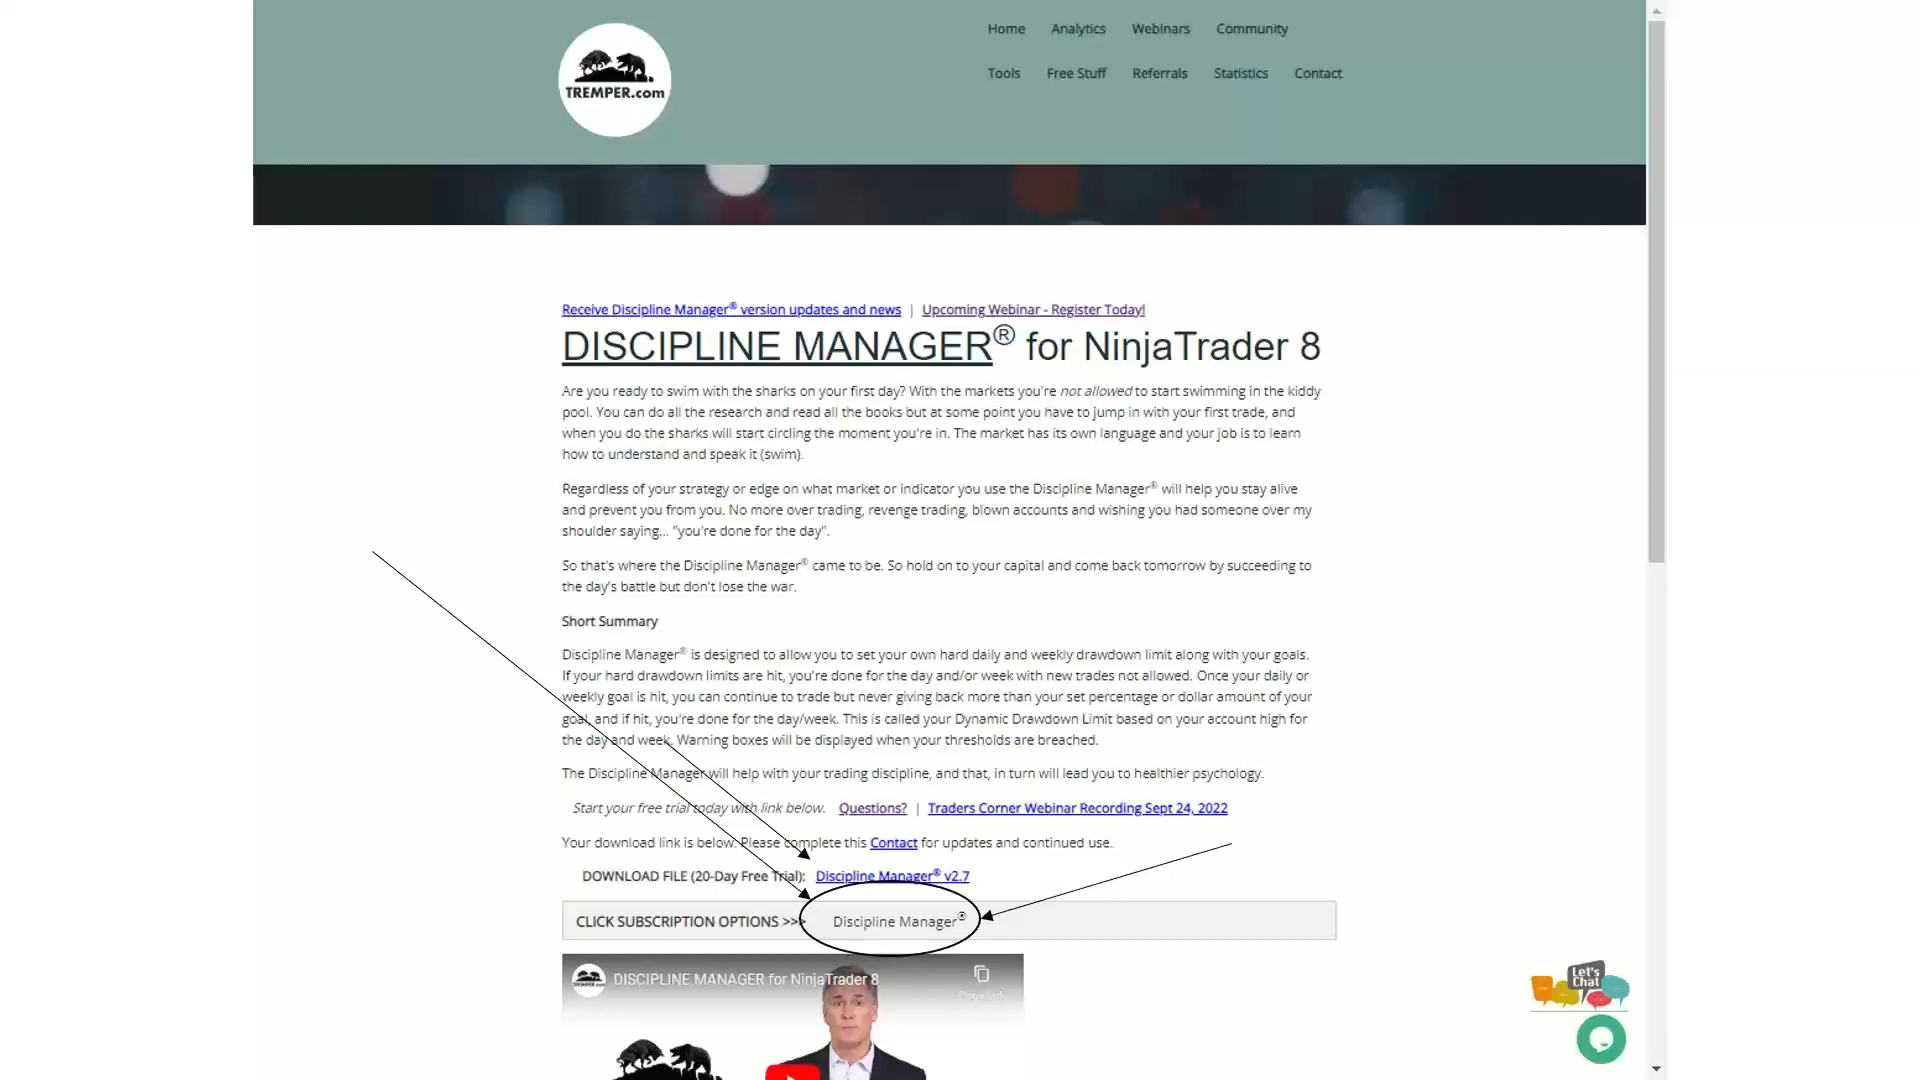 TREMPER.com
Home Analytics Webinars Community
Tools Free Stuff Referrals Statistics Contact
Receive Discipline Manager® version updates and news | Upcoming Webinar - Register Today!
DISCIPLINE MANAGER® for NinjaTrader 8
Are you ready to swim with the sharks on your first day? With the markets you're not allowed to start swimming in the kiddy
pool. You can do all the research and read all the books but at some point you have to jump in with your first trade, and
when you do the sharks will start circling the moment you're in. The market has its own language and your job is to learn
how to understand and speak it (swim).
Regardless of your strategy or edge on what market or indicator you use the Discipline Manager® will help you stay alive
and prevent you from you. No more over trading, revenge trading, blown accounts and wishing you had someone over my
shoulder saying... "you're done for the day".
So that's where the Discipline Manager® came to be. So hold on to your capital and come back tomorrow by succeeding to
the day's battle but don't lose the war.
Short Summary
Discipline Manager® is designed to allow you to set your own hard daily and weekly drawdown limit along with your goals.
If your hard drawdown limits are hit, you're done for the day and/or week with new trades not allowed. Once your daily or
weekly goal is hit, you can continue to trade but never giving back more than your set percentage or dollar amount of your
goal, and if hit, you're done for the day/week. This is called your Dynamic Drawdown Limit based on your account high for
the day and week. Warning boxes will be displayed when your thresholds are breached.
The Discipline Manager will help with your trading discipline, and that, in turn will lead you to healthier psychology.
Start your free trial today with link below. Questions? | Traders Corner Webinar Recording Sept 24, 2022
Your download link is below. Please complete this Contact for updates and continued use.
DOWNLOAD FILE (20-Day Free Trial): Discipline Manager® v2.7
CLICK SUBSCRIPTION OPTIONS >>> Discipline Manager®
DISCIPLINE MANAGER for NinjaTrader 8
Let's
Chat